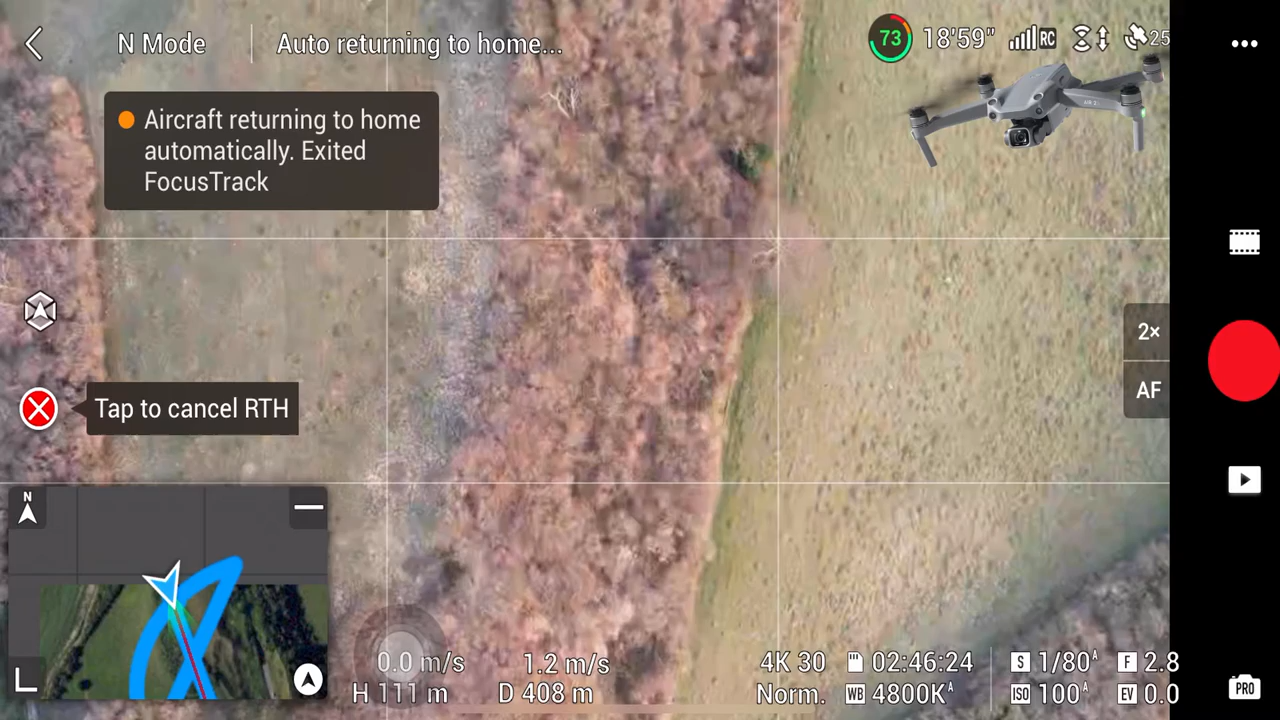 N Mode
Auto returning to home...
73
18'59"
RC
25
Aircraft returning to home
automatically. Exited
FocusTrack
2×
AF
Tap to cancel RTH
N
0.0 m/s
1.2 m/s
H 111 m
D 408 m
4K 30
02:46:24
Norm.
WB 4800K A
S 1/80 A
F 2.8
ISO 100 A
EV 0.0
PRO